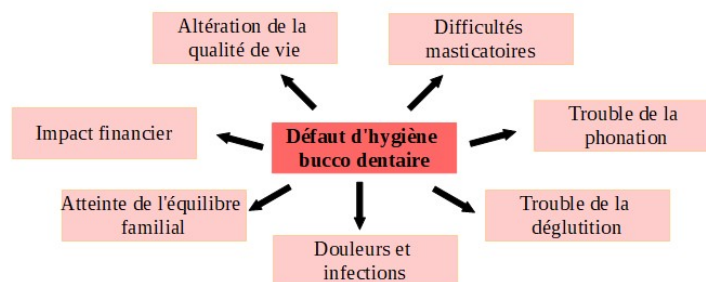 Altération de la
qualité de vie
Difficultés
masticatoires
Impact financier
Défaut d'hygiène
bucco dentaire
Trouble de la
phonation
Atteinte de l'équilibre
familial
Trouble de la
déglutition
Douleurs et
infections